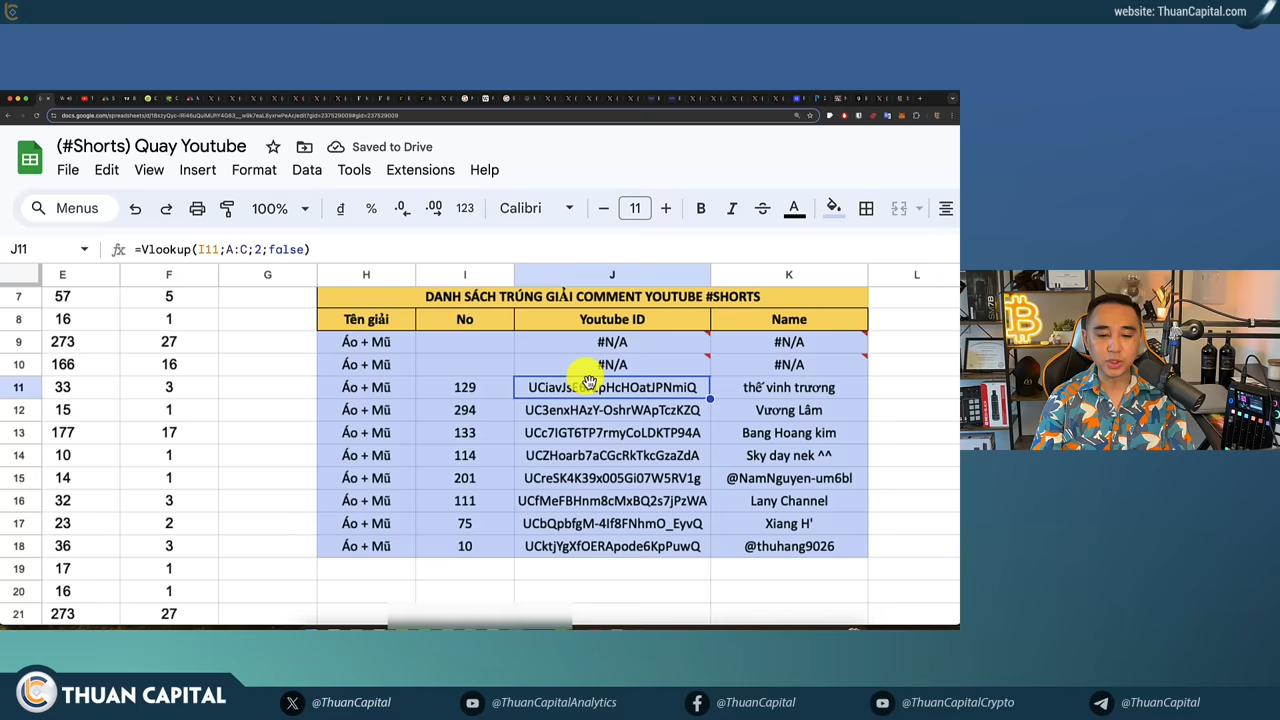 website: ThuanCapital.com
(#Shorts) Quay Youtube
Saved to Drive
File Edit View Insert Format Data Tools Extensions Help
Menus 100% đ % .0 .00 123 Calibri 11 B I A
J11 fx =Vlookup(I11;A:C;2;false)
E F G H I J K L
7 57 5 DANH SÁCH TRÚNG GIẢI COMMENT YOUTUBE #SHORTS
8 16 1 Tên giải No Youtube ID Name
9 273 27 Áo + Mũ #N/A #N/A
10 166 16 Áo + Mũ #N/A #N/A
11 33 3 Áo + Mũ 129 thế vinh trương
12 15 1 Áo + Mũ 294 UC3enxHAzY-OshrWApTczKZQ Vương Lâm
13 177 17 Áo + Mũ 133 UCc7IGT6TP7rmyCoLDKTP94A Bang Hoang kim
14 10 1 Áo + Mũ 114 UCZHoarb7aCGcRkTkcGzaZdA Sky day nek ^^
15 14 1 Áo + Mũ 201 UCreSK4K39x005Gi07W5RV1g @NamNguyen-um6bl
16 32 3 Áo + Mũ 111 UCfMeFBHnm8cMxBQ2s7jPzWA Lany Channel
17 23 2 Áo + Mũ 75 UCbQpbfgM-4If8FNhmO_EyvQ Xiang H'
18 36 3 Áo + Mũ 10 UCktjYgXfOERApode6KpPuwQ @thuhang9026
19 17 1
20 16 1
21 273 27
THUAN CAPITAL @ThuanCapital @ThuanCapitalAnalytics @ThuanCapital @ThuanCapitalCrypto @ThuanCapital